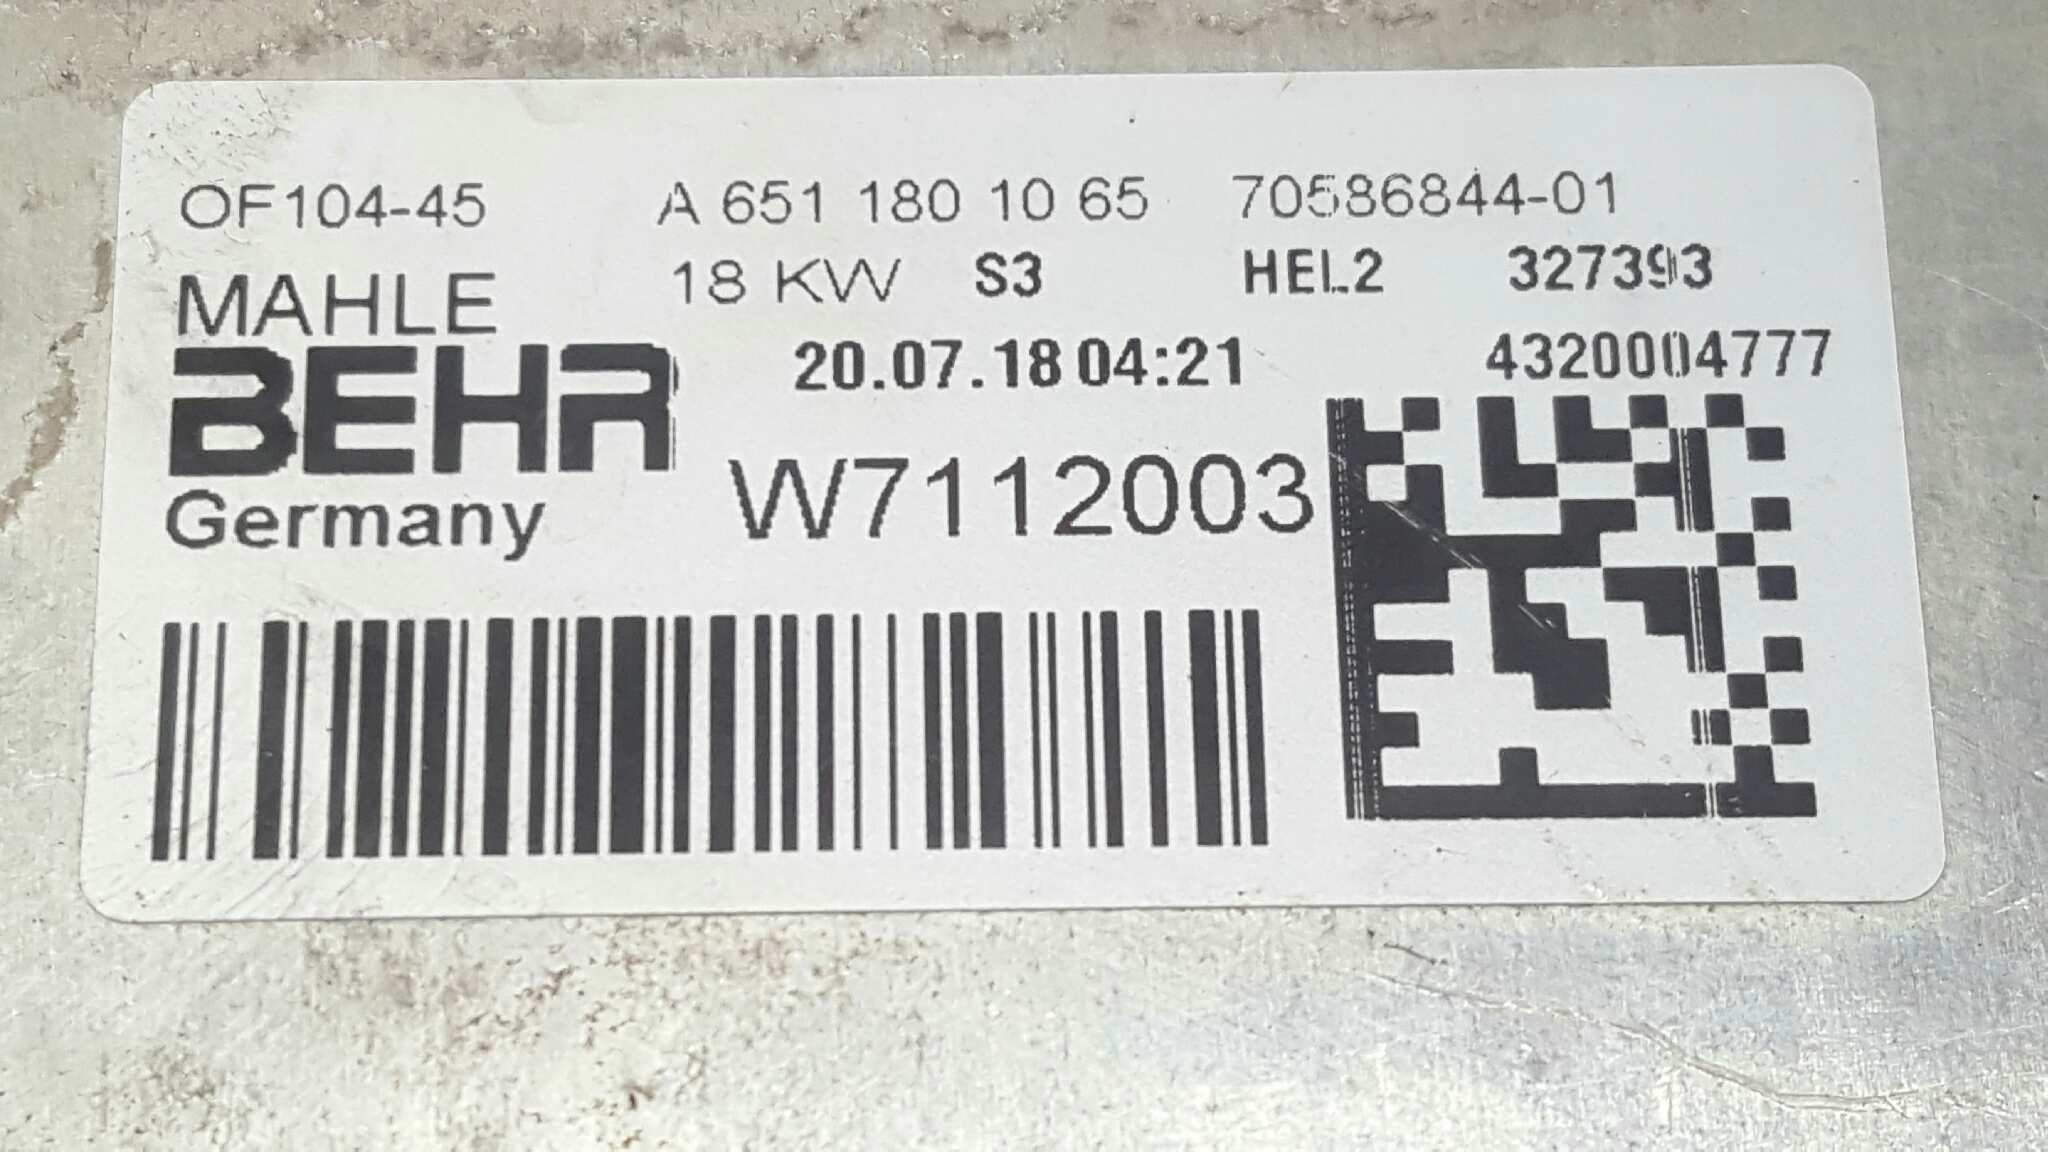 OF104-45 A 651 180 10 65 70586844-01
MAHLE 18 KW S3 HEL2 327393
BEHR 20.07.18 04:21 4320004777
Germany W7112003